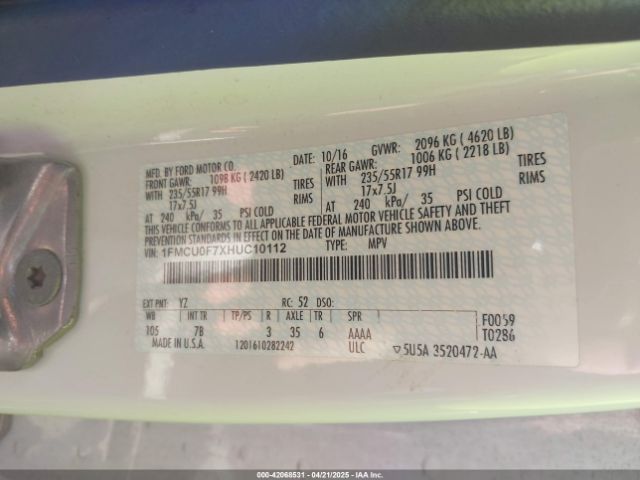 MFD. BY FORD MOTOR CO.
10/16 GVWR: 2096 KG ( 4620 LB)
FRONT GAWR: 1098 KG ( 2420 LB) REAR GAWR: 1006 KG ( 2218 LB)
WITH 235/55R17 99H TIRES WITH 235/55R17 99H TIRES
17x7.5J RIMS 17x7.5J RIMS
AT 240 kPa/ 35 PSI COLD AT 240 kPa/ 35 PSI COLD
THIS VEHICLE CONFORMS TO ALL APPLICABLE FEDERAL MOTOR VEHICLE SAFETY AND THEFT
PREVENTION STANDARDS IN EFFECT ON THE DATE OF MANUFACTURE SHOWN ABOVE.
VIN: 1FMCU0F7XHUC10112 TYPE: MPV
EXT PNT: YZ RC: 52 DSO:
WB INT TR TP/PS R AXLE TR SPR
105 7B 3 35 6 AAAA
F0059
T0286
MADE IN U.S.A. 1201610282242 ULC 5U5A 3520472-AA
000-42068531 - 04/21/2025 - IAA Inc.